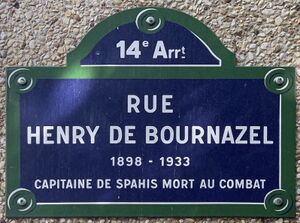 14e Arrt
RUE
HENRY DE BOURNAZEL
1898 - 1933
CAPITAINE DE SPAHIS MORT AU COMBAT